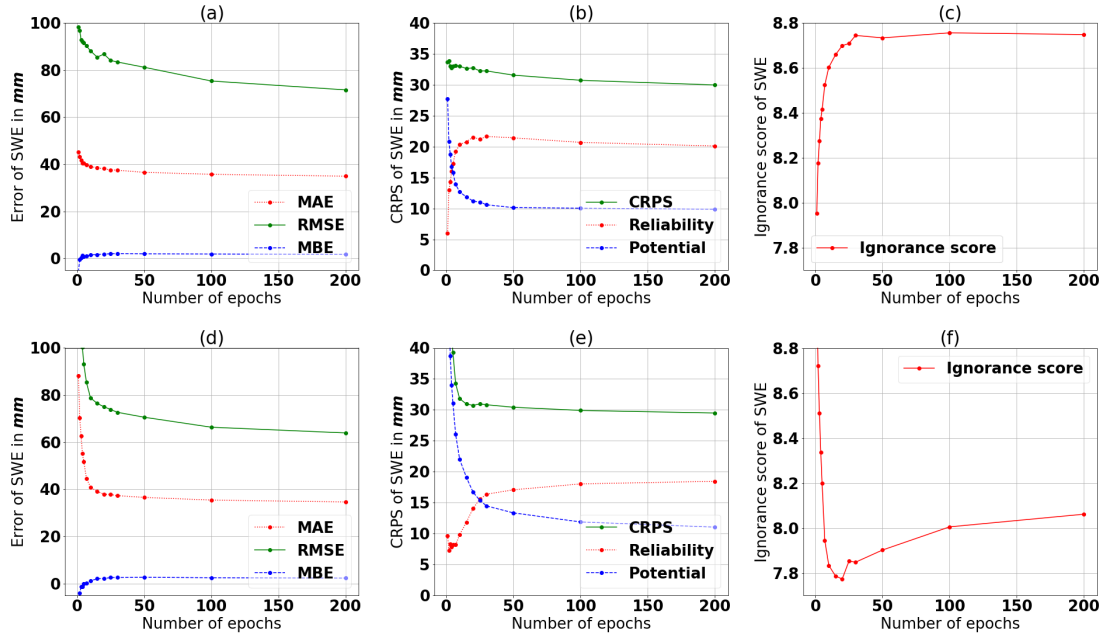 (a)
Error of SWE in mm
100
80
60
40
20
0
MAE
RMSE
MBE
0 50 100 150 200
Number of epochs
(b)
CRPS of SWE in mm
40
35
30
25
20
15
10
5
0
CRPS
Reliability
Potential
0 50 100 150 200
Number of epochs
(c)
Ignorance score of SWE
8.8
8.6
8.4
8.2
8.0
7.8
Ignorance score
0 50 100 150 200
Number of epochs
(d)
Error of SWE in mm
100
80
60
40
20
0
MAE
RMSE
MBE
0 50 100 150 200
Number of epochs
(e)
CRPS of SWE in mm
40
35
30
25
20
15
10
5
0
CRPS
Reliability
Potential
0 50 100 150 200
Number of epochs
(f)
Ignorance score of SWE
8.8
8.6
8.4
8.2
8.0
7.8
Ignorance score
0 50 100 150 200
Number of epochs